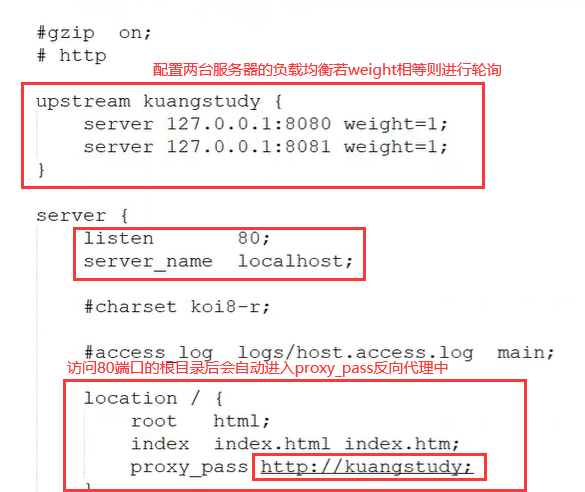 #gzip  on;
# http
配置两台服务器的负载均衡若weight相等则进行轮询
upstream kuangstudy {
server 127.0.0.1:8080 weight=1;
server 127.0.0.1:8081 weight=1;
}
server {
listen       80;
server_name  localhost;
#charset koi8-r;
#access_log  logs/host.access.log  main;
访问80端口的根目录后会自动进入proxy_pass反向代理中
location / {
root   html;
index  index.html index.htm;
proxy_pass http://kuangstudy;
}